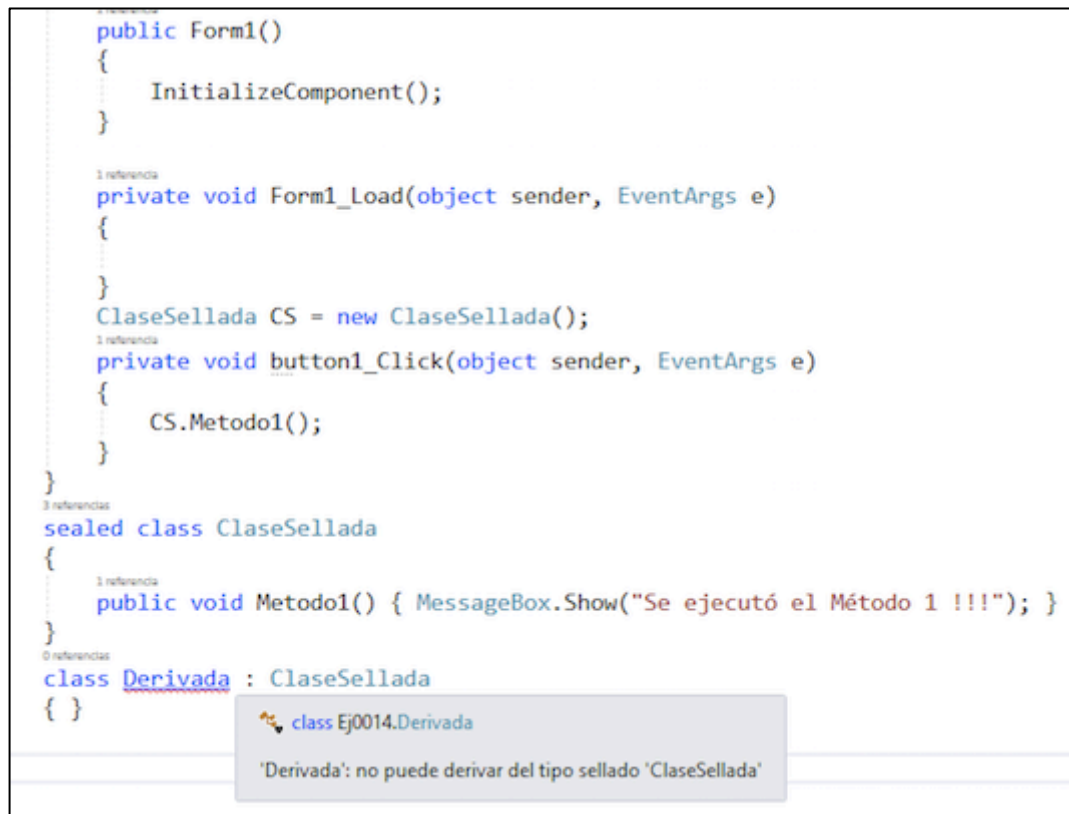 public Form1()
{
InitializeComponent();
}
1 referencia
private void Form1_Load(object sender, EventArgs e)
{
}
ClaseSellada CS = new ClaseSellada();
1 referencia
private void button1_Click(object sender, EventArgs e)
{
CS.Metodo1();
}
}
3 referencias
sealed class ClaseSellada
{
1 referencia
public void Metodo1() { MessageBox.Show("Se ejecutó el Método 1 !!!"); }
}
0 referencias
class Derivada : ClaseSellada
{ }
class Ej0014.Derivada
'Derivada': no puede derivar del tipo sellado 'ClaseSellada'